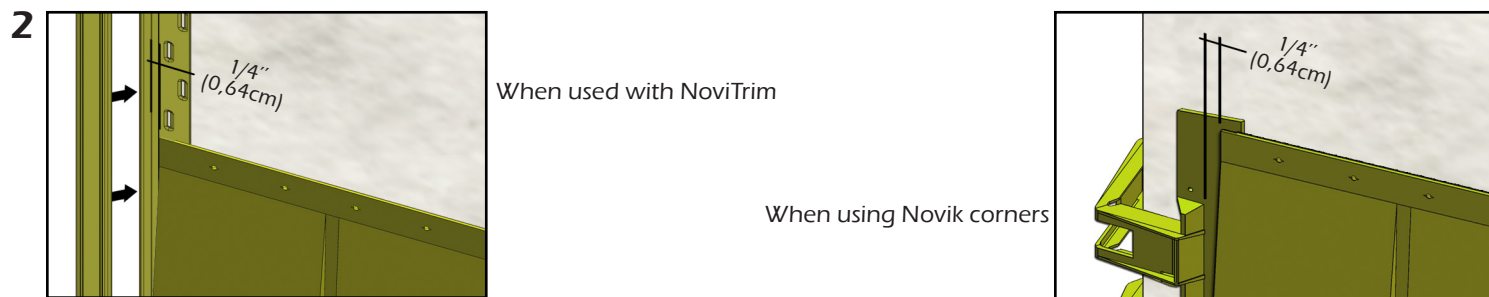 2
1/4"
(0,64cm)
When used with NoviTrim
1/4"
(0,64cm)
When using Novik corners